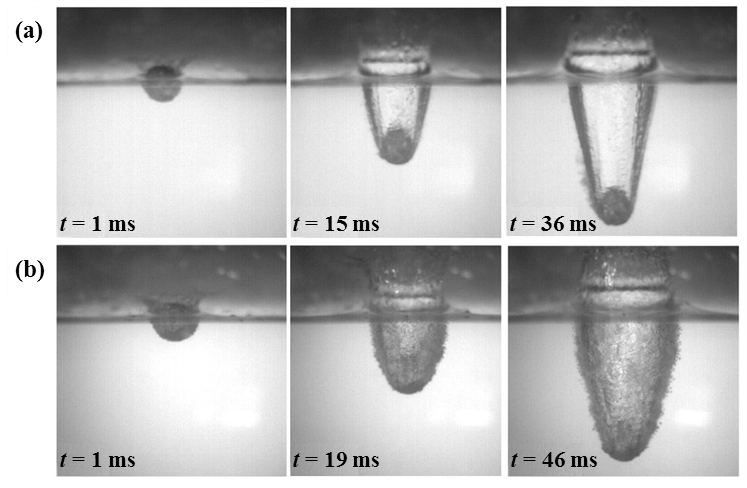 (a)
t = 1 ms
t = 15 ms
t = 36 ms
(b)
t = 1 ms
t = 19 ms
t = 46 ms